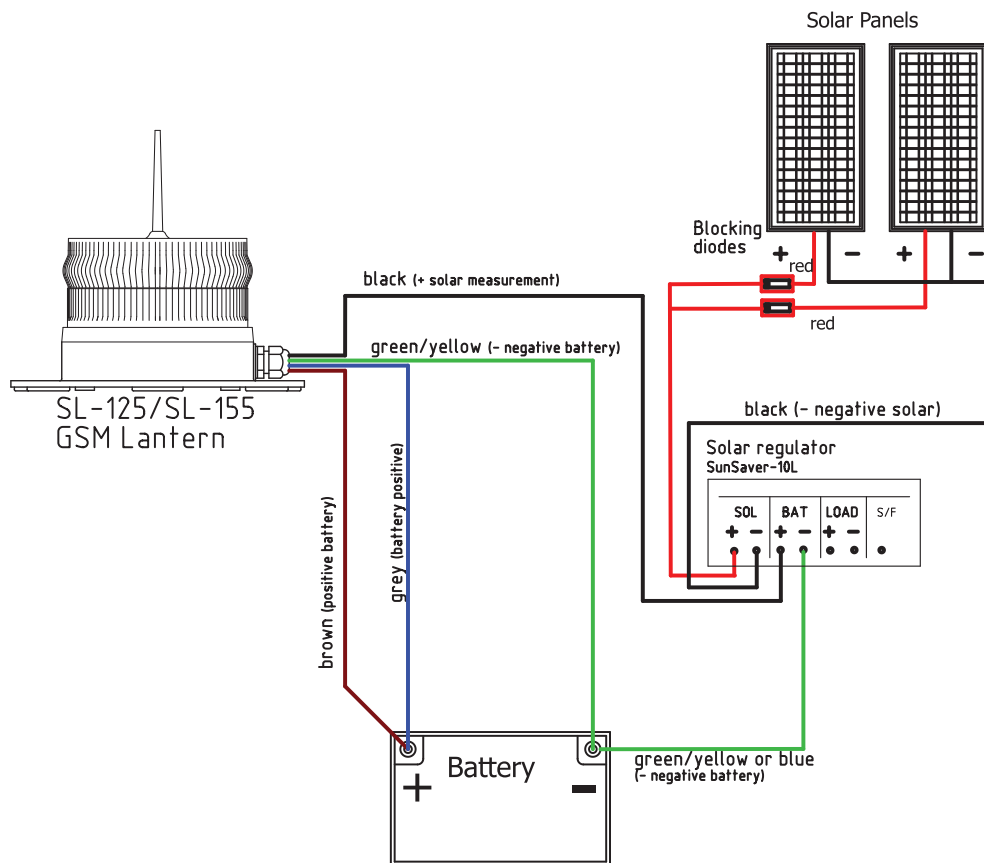 Solar Panels
Blocking
diodes
+ − + −
red
red
black (+ solar measurement)
green/yellow (− negative battery)
SL-125/SL-155
GSM Lantern
black (− negative solar)
Solar regulator
SunSaver-10L
SOL BAT LOAD S/F
+ − + − + −
brown (positive battery)
grey (battery positive)
Battery
+ −
green/yellow or blue
(− negative battery)